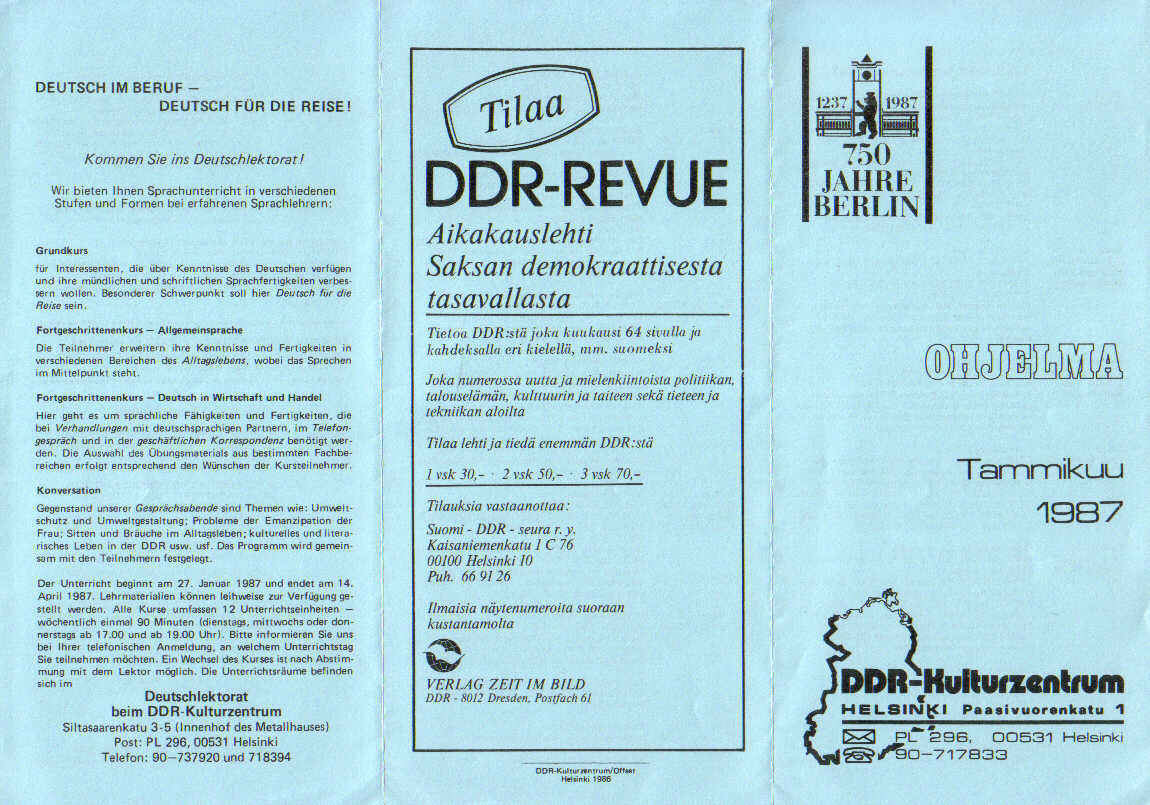 DEUTSCH IM BERUF —
DEUTSCH FÜR DIE REISE!
Kommen Sie ins Deutschlektorat!
Wir bieten Ihnen Sprachunterricht in verschiedenen
Stufen und Formen bei erfahrenen Sprachlehrern:
Grundkurs
für Interessenten, die über Kenntnisse des Deutschen verfügen
und ihre mündlichen und schriftlichen Sprachfertigkeiten verbes-
sern wollen. Besonderer Schwerpunkt soll hier Deutsch für die
Reise sein.
Fortgeschrittenenkurs — Allgemeinsprache
Die Teilnehmer erweitern ihre Kenntnisse und Fertigkeiten in
verschiedenen Bereichen des Alltagslebens, wobei das Sprechen
im Mittelpunkt steht.
Fortgeschrittenenkurs — Deutsch in Wirtschaft und Handel
Hier geht es um sprachliche Fähigkeiten und Fertigkeiten, die
bei Verhandlungen mit deutschsprachigen Partnern, im Telefon-
gespräch und in der geschäftlichen Korrespondenz benötigt wer-
den. Die Auswahl des Übungsmaterials aus bestimmten Fachbe-
reichen erfolgt entsprechend den Wünschen der Kursteilnehmer.
Konversation
Gegenstand unserer Gesprächsabende sind Themen wie: Umwelt-
schutz und Umweltgestaltung; Probleme der Emanzipation der
Frau; Sitten und Bräuche im Alltagsleben; kulturelles und litera-
risches Leben in der DDR usw. usf. Das Programm wird gemein-
sam mit den Teilnehmern festgelegt.
Der Unterricht beginnt am 27. Januar 1987 und endet am 14.
April 1987. Lehrmaterialien können leihweise zur Verfügung ge-
stellt werden. Alle Kurse umfassen 12 Unterrichtseinheiten —
wöchentlich einmal 90 Minuten (dienstags, mittwochs oder don-
nerstags ab 17.00 und ab 19.00 Uhr). Bitte informieren Sie uns
bei Ihrer telefonischen Anmeldung, an welchem Unterrichtstag
Sie teilnehmen möchten. Ein Wechsel des Kurses ist nach Abstim-
mung mit dem Lektor möglich. Die Unterrichtsräume befinden
sich im
Deutschlektorat
beim DDR-Kulturzentrum
Siltasaarenkatu 3-5 (Innenhof des Metallhauses)
Post: PL 296, 00531 Helsinki
Telefon: 90—737920 und 718394
Tilaa
DDR-REVUE
Aikakauslehti
Saksan demokraattisesta
tasavallasta
Tietoa DDR:stä joka kuukausi 64 sivulla ja
kahdeksalla eri kielellä, mm. suomeksi
Joka numerossa uutta ja mielenkiintoista politiikan,
talouselämän, kulttuurin ja taiteen sekä tieteen ja
tekniikan aloilta
Tilaa lehti ja tiedä enemmän DDR:stä
1 vsk 30,– · 2 vsk 50,– · 3 vsk 70,–
Tilauksia vastaanottaa:
Suomi - DDR - seura r. y.
Kaisaniemenkatu 1 C 76
00100 Helsinki 10
Puh. 66 91 26
Ilmaisia näytenumeroita suoraan
kustantamolta
VERLAG ZEIT IM BILD
DDR - 8012 Dresden, Postfach 61
DDR-Kulturzentrum/Offset
Helsinki 1986
1237 1987
750
JAHRE
BERLIN
OHJELMA
Tammikuu
1987
DDR-Kulturzentrum
HELSINKI Paasivuorenkatu 1
PL 296, 00531 Helsinki
90—717833